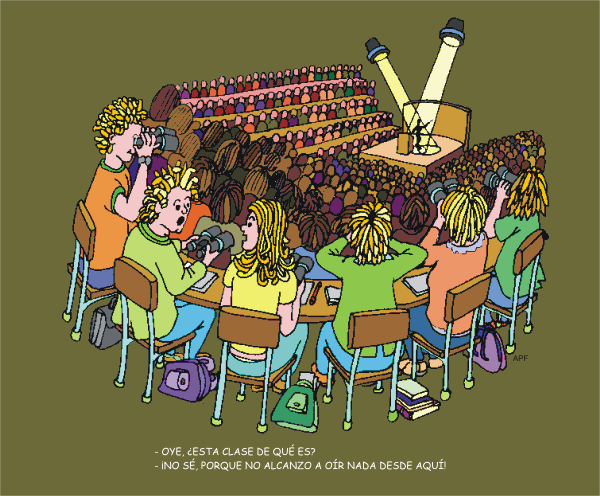 APF
- OYE, ¿ESTA CLASE DE QUÉ ES?
- ¡NO SÉ, PORQUE NO ALCANZO A OÍR NADA DESDE AQUÍ!